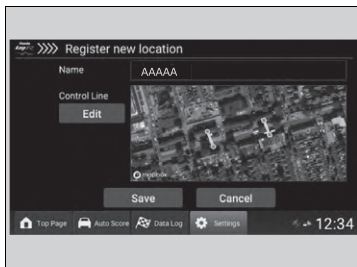 Register new location
Name
AAAAA
Control Line
Edit
mapbox
Save
Cancel
Top Page
Auto Score
Data Log
Settings
12:34